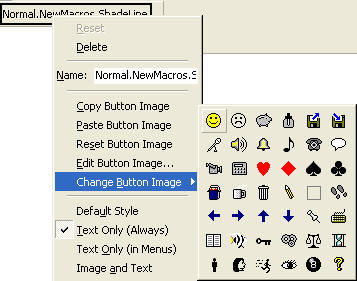 Normal.NewMacros.ShadeLine
Reset
Delete
Name: Normal.NewMacros.S
Copy Button Image
Paste Button Image
Reset Button Image
Edit Button Image...
Change Button Image
Default Style
Text Only (Always)
Text Only (in Menus)
Image and Text
8
?